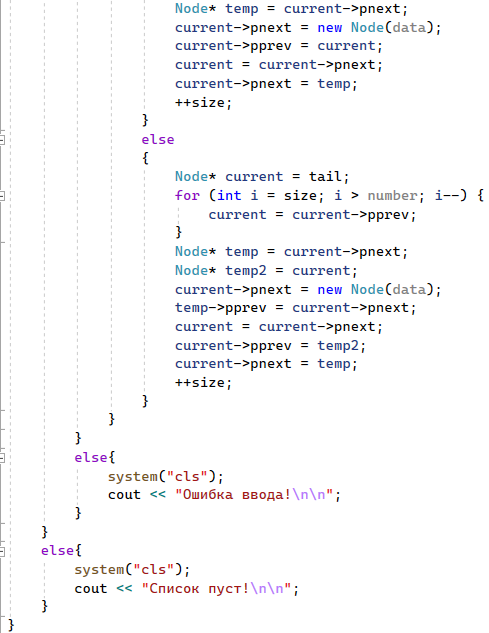 Node* temp = current->pnext;
current->pnext = new Node(data);
current->pprev = current;
current = current->pnext;
current->pnext = temp;
++size;
}
else
{
Node* current = tail;
for (int i = size; i > number; i--) {
current = current->pprev;
}
Node* temp = current->pnext;
Node* temp2 = current;
current->pnext = new Node(data);
temp->pprev = current->pnext;
current = current->pnext;
current->pprev = temp2;
current->pnext = temp;
++size;
}
}
}
else{
system("cls");
cout << "Ошибка ввода!\n\n";
}
}
else{
system("cls");
cout << "Список пуст!\n\n";
}
}